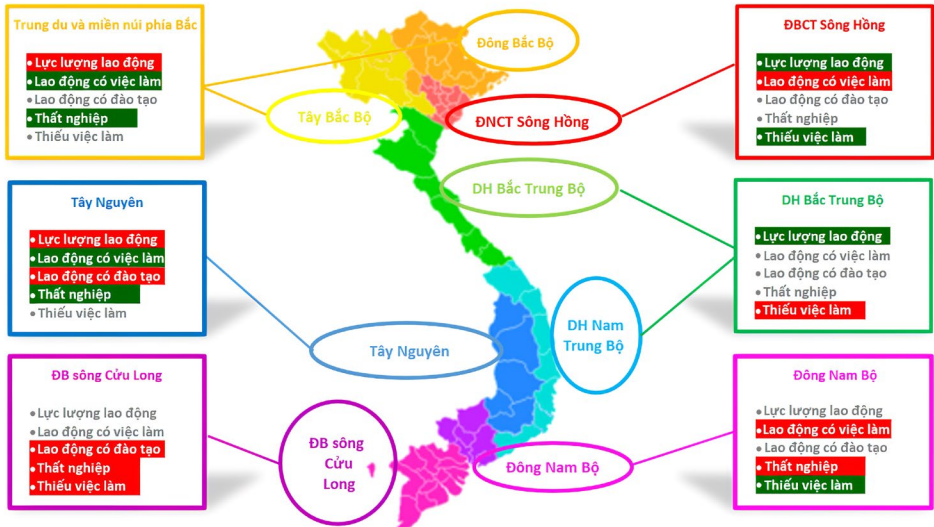 Trung du và miền núi phía Bắc
• Lực lượng lao động
• Lao động có việc làm
• Lao động có đào tạo
• Thất nghiệp
• Thiếu việc làm
Đông Bắc Bộ
Tây Bắc Bộ
ĐNCT Sông Hồng
ĐBCT Sông Hồng
• Lực lượng lao động
• Lao động có việc làm
• Lao động có đào tạo
• Thất nghiệp
• Thiếu việc làm
Tây Nguyên
• Lực lượng lao động
• Lao động có việc làm
• Lao động có đào tạo
• Thất nghiệp
• Thiếu việc làm
DH Bắc Trung Bộ
DH Nam
Trung Bộ
Tây Nguyên
DH Bắc Trung Bộ
• Lực lượng lao động
• Lao động có việc làm
• Lao động có đào tạo
• Thất nghiệp
• Thiếu việc làm
ĐB sông Cửu Long
• Lực lượng lao động
• Lao động có việc làm
• Lao động có đào tạo
• Thất nghiệp
• Thiếu việc làm
ĐB sông
Cửu
Long
Đông Nam Bộ
Đông Nam Bộ
• Lực lượng lao động
• Lao động có việc làm
• Lao động có đào tạo
• Thất nghiệp
• Thiếu việc làm